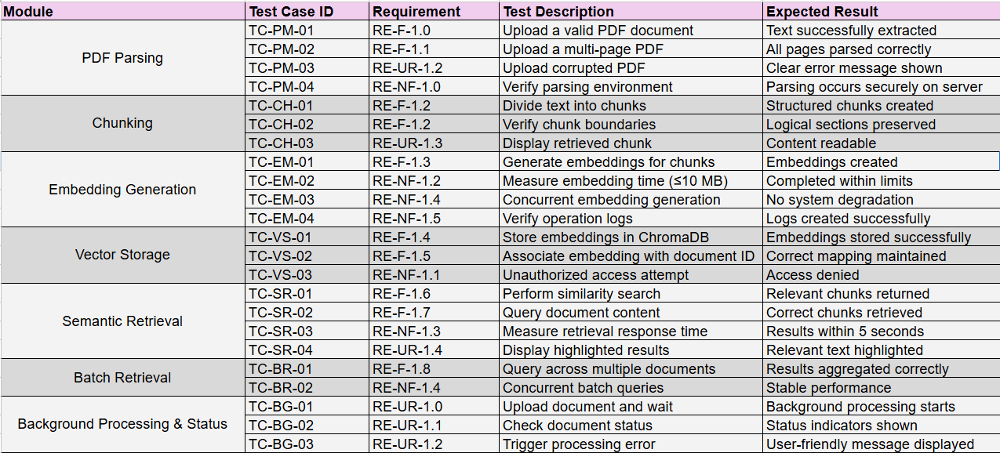 Module Test Case ID Requirement Test Description Expected Result
PDF Parsing
TC-PM-01 RE-F-1.0 Upload a valid PDF document Text successfully extracted
TC-PM-02 RE-F-1.1 Upload a multi-page PDF All pages parsed correctly
TC-PM-03 RE-UR-1.2 Upload corrupted PDF Clear error message shown
TC-PM-04 RE-NF-1.0 Verify parsing environment Parsing occurs securely on server
Chunking
TC-CH-01 RE-F-1.2 Divide text into chunks Structured chunks created
TC-CH-02 RE-F-1.2 Verify chunk boundaries Logical sections preserved
TC-CH-03 RE-UR-1.3 Display retrieved chunk Content readable
Embedding Generation
TC-EM-01 RE-F-1.3 Generate embeddings for chunks Embeddings created
TC-EM-02 RE-NF-1.2 Measure embedding time (≤10 MB) Completed within limits
TC-EM-03 RE-NF-1.4 Concurrent embedding generation No system degradation
TC-EM-04 RE-NF-1.5 Verify operation logs Logs created successfully
Vector Storage
TC-VS-01 RE-F-1.4 Store embeddings in ChromaDB Embeddings stored successfully
TC-VS-02 RE-F-1.5 Associate embedding with document ID Correct mapping maintained
TC-VS-03 RE-NF-1.1 Unauthorized access attempt Access denied
Semantic Retrieval
TC-SR-01 RE-F-1.6 Perform similarity search Relevant chunks returned
TC-SR-02 RE-F-1.7 Query document content Correct chunks retrieved
TC-SR-03 RE-NF-1.3 Measure retrieval response time Results within 5 seconds
TC-SR-04 RE-UR-1.4 Display highlighted results Relevant text highlighted
Batch Retrieval
TC-BR-01 RE-F-1.8 Query across multiple documents Results aggregated correctly
TC-BR-02 RE-NF-1.4 Concurrent batch queries Stable performance
Background Processing & Status
TC-BG-01 RE-UR-1.0 Upload document and wait Background processing starts
TC-BG-02 RE-UR-1.1 Check document status Status indicators shown
TC-BG-03 RE-UR-1.2 Trigger processing error User-friendly message displayed